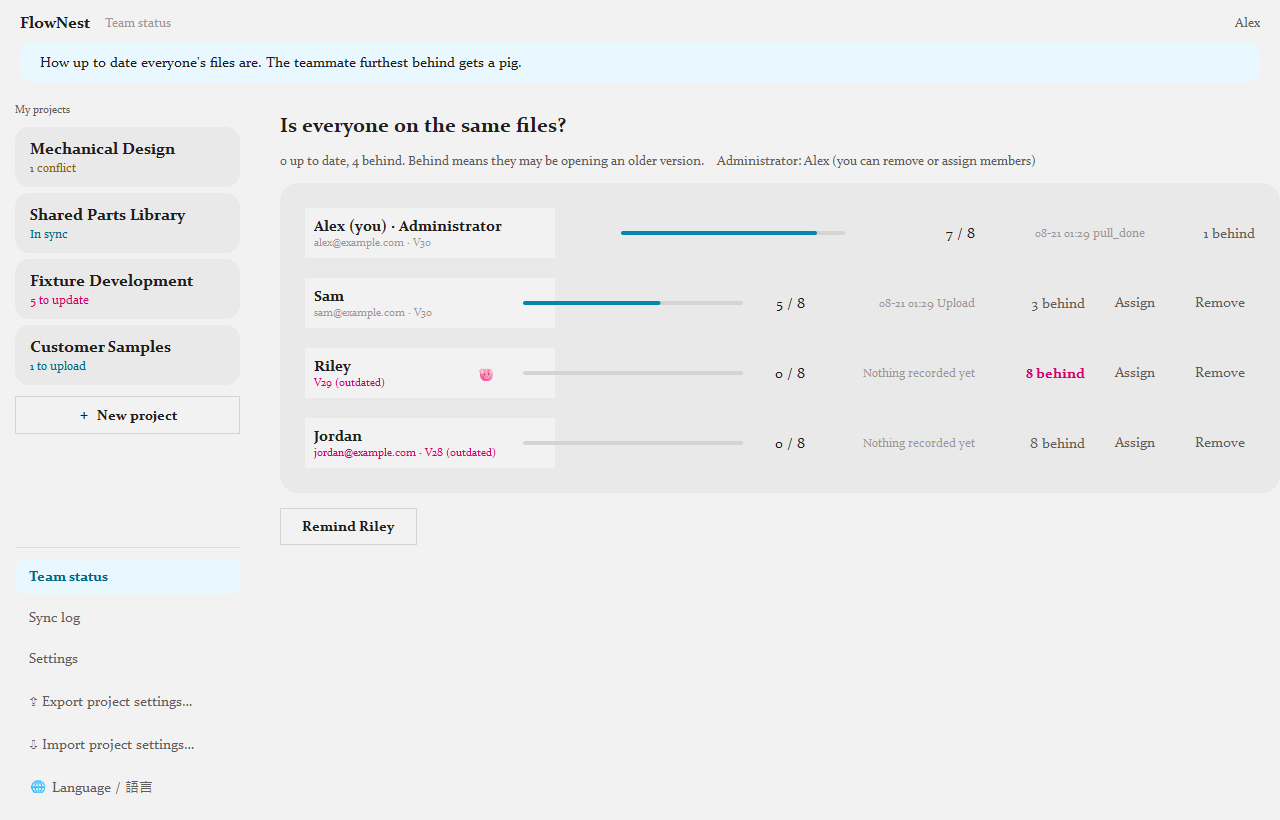 FlowNest Team status Alex
How up to date everyone's files are. The teammate furthest behind gets a pig.
My projects
Mechanical Design
1 conflict
Shared Parts Library
In sync
Fixture Development
5 to update
Customer Samples
1 to upload
+ New project
Team status
Sync log
Settings
⇧ Export project settings...
⇩ Import project settings...
Language / 語言
Is everyone on the same files?
0 up to date, 4 behind. Behind means they may be opening an older version. Administrator: Alex (you can remove or assign members)
Alex (you) · Administrator
alex@example.com · V30
7 / 8 08-21 01:29 pull_done 1 behind
Sam
sam@example.com · V30
5 / 8 08-21 01:29 Upload 3 behind Assign Remove
Riley
V29 (outdated)
0 / 8 Nothing recorded yet 8 behind Assign Remove
Jordan
jordan@example.com · V28 (outdated)
0 / 8 Nothing recorded yet 8 behind Assign Remove
Remind Riley